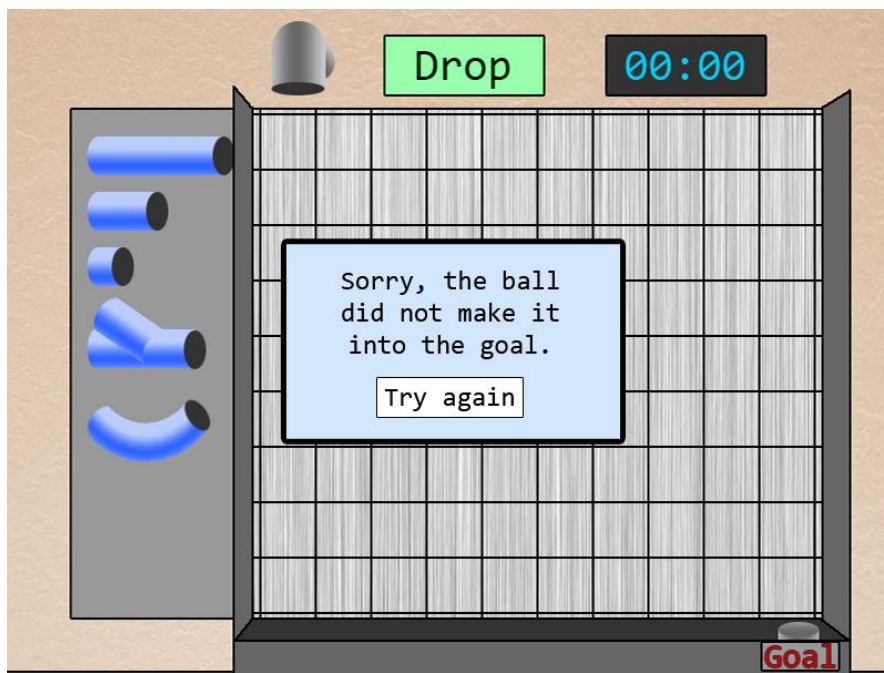 Drop
00:00
Sorry, the ball
did not make it
into the goal.
Try again
Goal